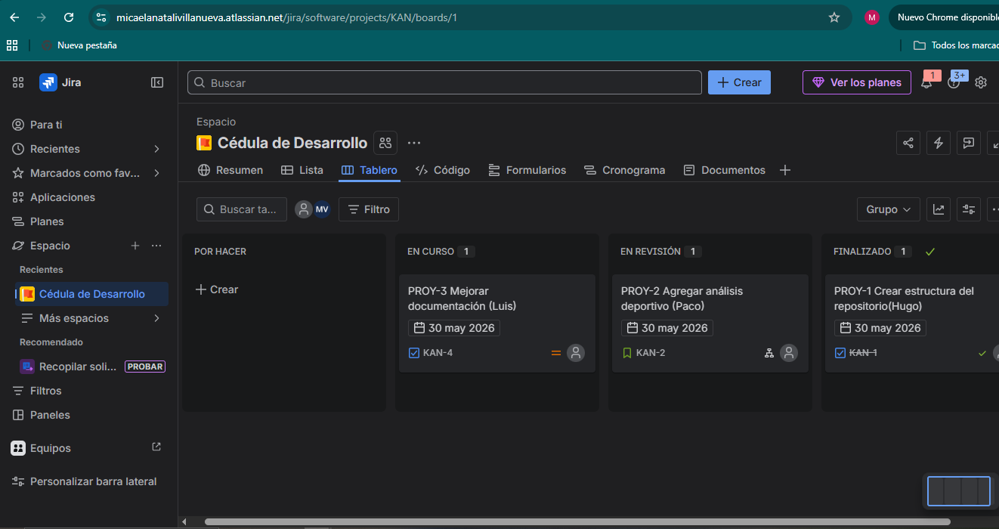 micaelanatalivillanueva.atlassian.net/jira/software/projects/KAN/boards/1
M
Nuevo Chrome disponible
Nueva pestaña
Todos los marcad
Jira
Buscar
Crear
Ver los planes
1
3+
Para ti
Recientes
Marcados como fav...
Aplicaciones
Planes
Espacio
Recientes
Cédula de Desarrollo
Más espacios
Recomendado
Recopilar soli...
PROBAR
Filtros
Paneles
Equipos
Personalizar barra lateral
Espacio
Cédula de Desarrollo
Resumen
Lista
Tablero
Código
Formularios
Cronograma
Documentos
Buscar ta...
MV
Filtro
Grupo
POR HACER
Crear
EN CURSO 1
PROY-3 Mejorar
documentación (Luis)
30 may 2026
KAN-4
EN REVISIÓN 1
PROY-2 Agregar análisis
deportivo (Paco)
30 may 2026
KAN-2
FINALIZADO 1
PROY-1 Crear estructura del
repositorio(Hugo)
30 may 2026
KAN-1